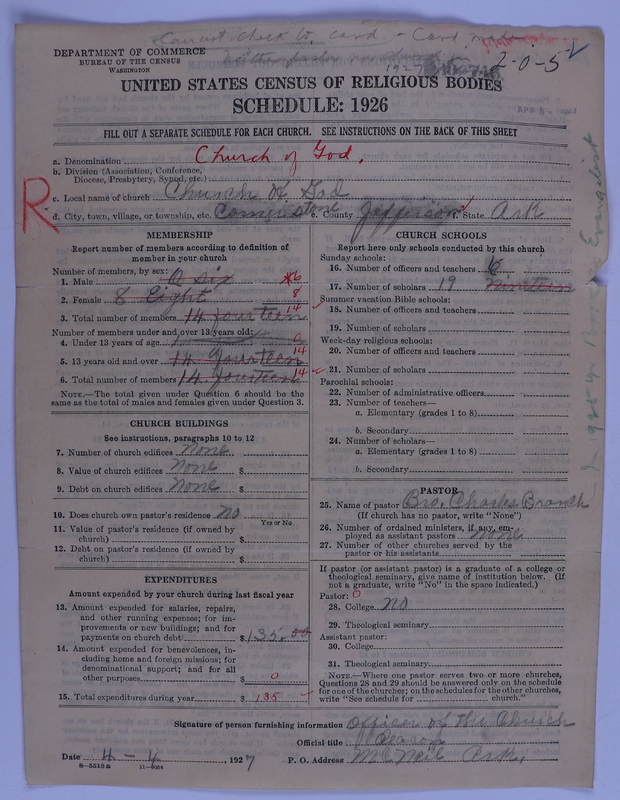 Cannot check to card - Card made
2-0-5
DEPARTMENT OF COMMERCE
BUREAU OF THE CENSUS
WASHINGTON
UNITED STATES CENSUS OF RELIGIOUS BODIES
SCHEDULE: 1926
FILL OUT A SEPARATE SCHEDULE FOR EACH CHURCH. SEE INSTRUCTIONS ON THE BACK OF THIS SHEET
R
a. Denomination Church of God.
b. Division (Association, Conference,
Diocese, Presbytery, Synod, etc.)
c. Local name of church Church of God
d. City, town, village, or township, etc. e. County Jefferson f. State Ark
MEMBERSHIP
Report number of members according to definition of
member in your church
Number of members, by sex:
1. Male 0 six 6
2. Female 8 Eight 8
3. Total number of members 14 fourteen 14
Number of members under and over 13 years old:
4. Under 13 years of age 0
5. 13 years old and over 14 fourteen 14
6. Total number of members 14 fourteen 14
NOTE.—The total given under Question 6 should be
same as the total of males and females given under Question 3.
CHURCH BUILDINGS
See instructions, paragraphs 10 to 12
7. Number of church edifices None
8. Value of church edifices None $
9. Debt on church edifices None $
10. Does church own pastor's residence? no
Yes or No
11. Value of pastor's residence (if owned by
church) $
12. Debt on pastor's residence (if owned by
church) $
EXPENDITURES
Amount expended by your church during last fiscal year
13. Amount expended for salaries, repairs,
and other running expenses; for im-
provements or new buildings; and for
payments on church debt $ 135.00
14. Amount expended for benevolences, in-
cluding home and foreign missions; for
denominational support; and for all
other purposes $ 0
15. Total expenditures during year $ 135
CHURCH SCHOOLS
Report here only schools conducted by this church
Sunday schools:
16. Number of officers and teachers 6
17. Number of scholars 19 nineteen
Summer vacation Bible schools:
18. Number of officers and teachers
19. Number of scholars
Week-day religious schools:
20. Number of officers and teachers
21. Number of scholars
Parochial schools:
22. Number of administrative officers
23. Number of teachers—
a. Elementary (grades 1 to 8)
b. Secondary
24. Number of scholars—
a. Elementary (grades 1 to 8)
b. Secondary
PASTOR
25. Name of pastor Bro. Charles Branch
(If church has no pastor, write "None")
26. Number of ordained ministers, if any, em-
ployed as assistant pastors none
27. Number of other churches served by the
pastor or his assistants
If pastor (or assistant pastor) is a graduate of a college or
theological seminary, give name of institution below. (If
not a graduate, write "No" in the space indicated.)
Pastor: 0
28. College No
29. Theological seminary
Assistant pastor:
30. College
31. Theological seminary
NOTE.—Where one pastor serves two or more churches,
Questions 28 and 29 should be answered only on the schedule
for one of the churches; on the schedules for the other churches,
write "See schedule for church."
Signature of person furnishing information Officer of the Church
Official title Deacon
Date 4-4, 1927 P. O. Address McNeil Ark,
8—5513a 11—9054